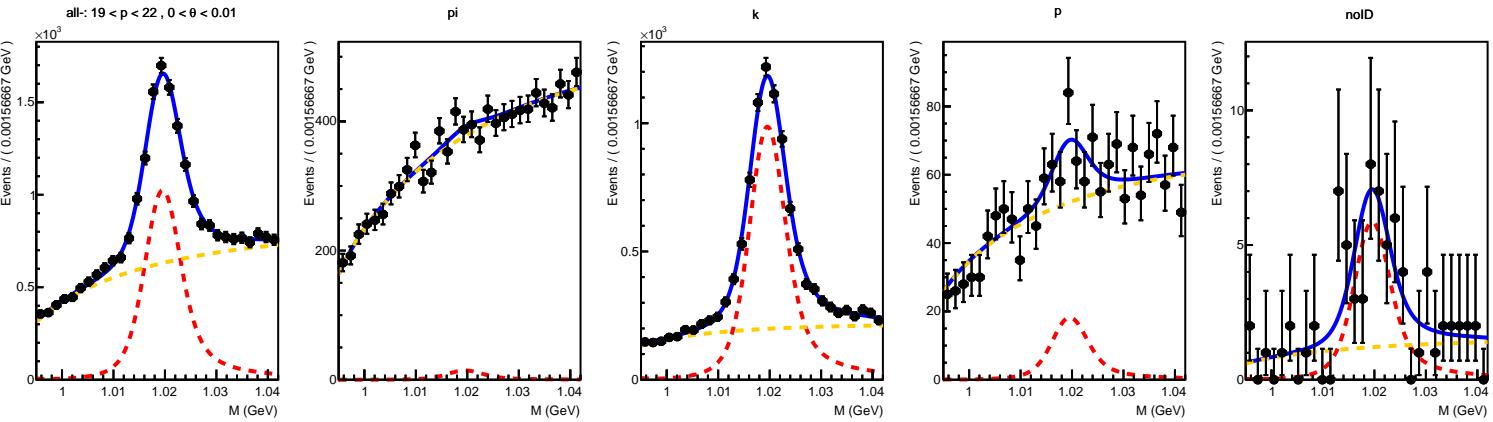 all-: 19 < p < 22 , 0 < θ < 0.01
×10³
Events / ( 0.00156667 GeV )
1.5
1
0.5
0
1 1.01 1.02 1.03 1.04
M (GeV)
pi
Events / ( 0.00156667 GeV )
400
200
0
1 1.01 1.02 1.03 1.04
M (GeV)
k
×10³
Events / ( 0.00156667 GeV )
1
0.5
0
1 1.01 1.02 1.03 1.04
M (GeV)
p
Events / ( 0.00156667 GeV )
80
60
40
20
0
1 1.01 1.02 1.03 1.04
M (GeV)
noID
Events / ( 0.00156667 GeV )
10
5
0
1 1.01 1.02 1.03 1.04
M (GeV)